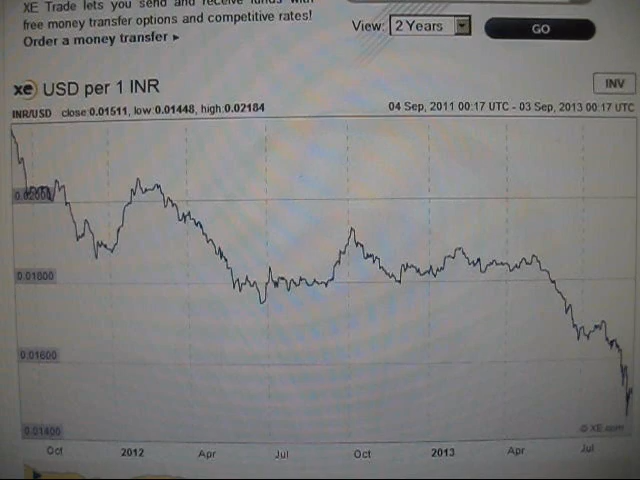 XE Trade lets you send and receive funds with
free money transfer options and competitive rates!
Order a money transfer ▸
View: 2 Years GO
xe USD per 1 INR INV
INR/USD close:0.01511, low:0.01448, high:0.02184 04 Sep, 2011 00:17 UTC - 03 Sep, 2013 00:17 UTC
0.02000
0.01800
0.01600
0.01400
© XE.com
Oct 2012 Apr Jul Oct 2013 Apr Jul